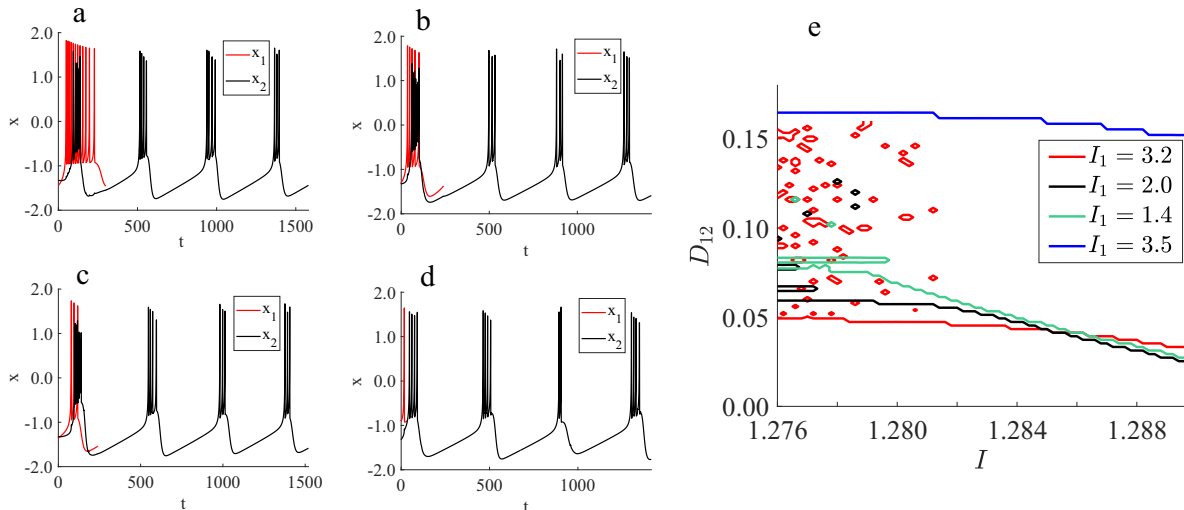 a
2.0
1.0
0.0
-1.0
-2.0
x
0 500 1000 1500
t
x1
x2
b
2.0
1.0
0.0
-1.0
-2.0
x
0 500 1000
t
x1
x2
c
2.0
1.0
0.0
-1.0
-2.0
x
0 500 1000 1500
t
x1
x2
d
2.0
1.0
0.0
-1.0
-2.0
x
0 500 1000
t
x1
x2
e
0.15
0.10
0.05
0.00
D12
1.276 1.280 1.284 1.288
I
I1 = 3.2
I1 = 2.0
I1 = 1.4
I1 = 3.5